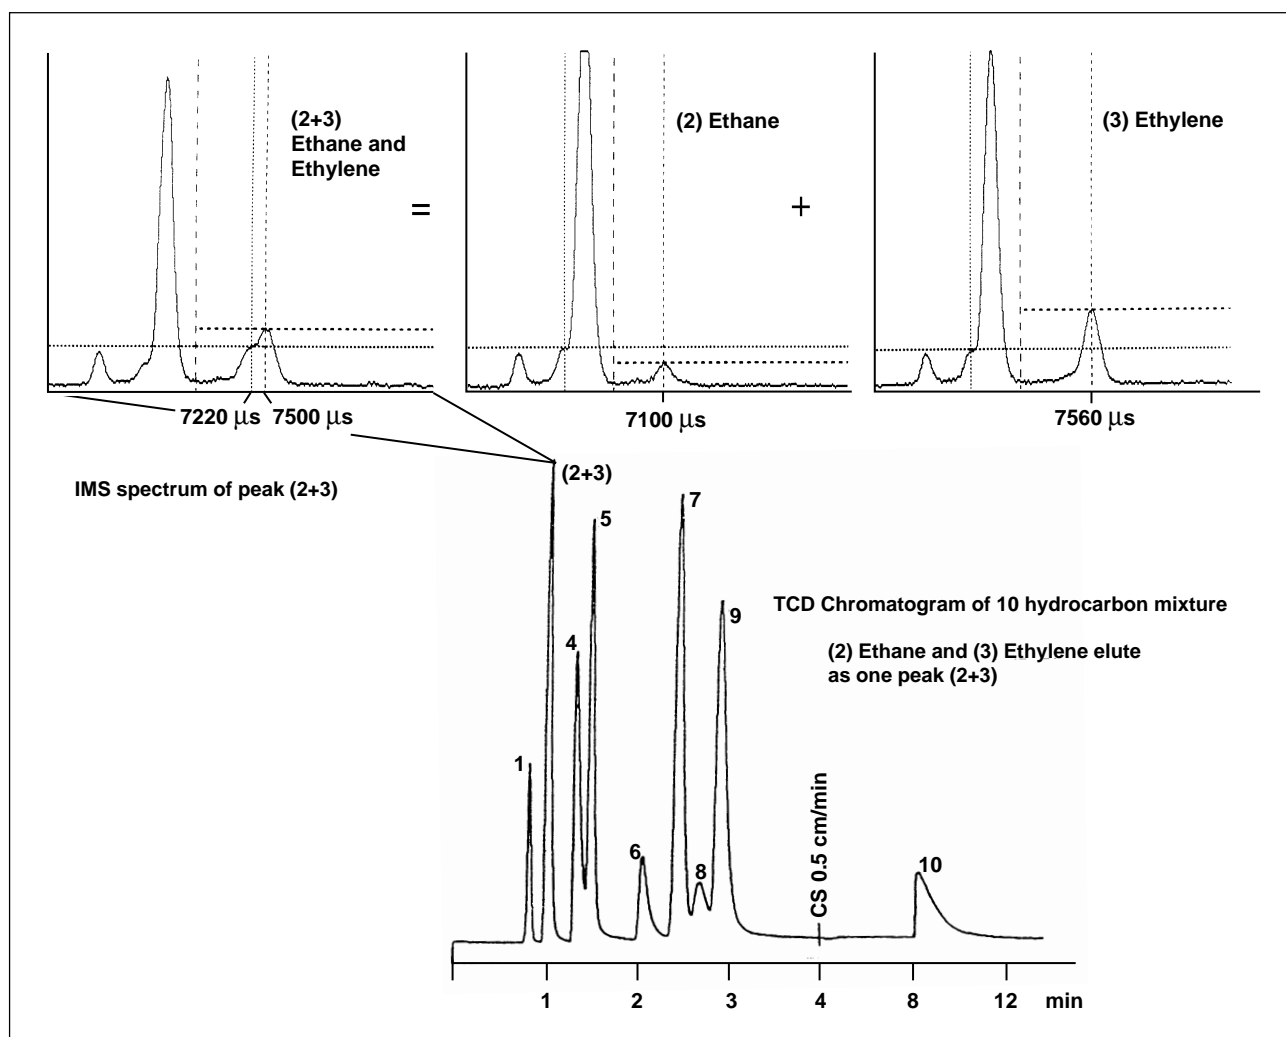 (2+3)
Ethane and
Ethylene
=
(2) Ethane
+
(3) Ethylene
7220 µs
7500 µs
7100 µs
7560 µs
IMS spectrum of peak (2+3)
(2+3)
5
7
4
9
TCD Chromatogram of 10 hydrocarbon mixture
(2) Ethane and (3) Ethylene elute
as one peak (2+3)
1
6
8
10
CS 0.5 cm/min
1 2 3 4 8 12 min